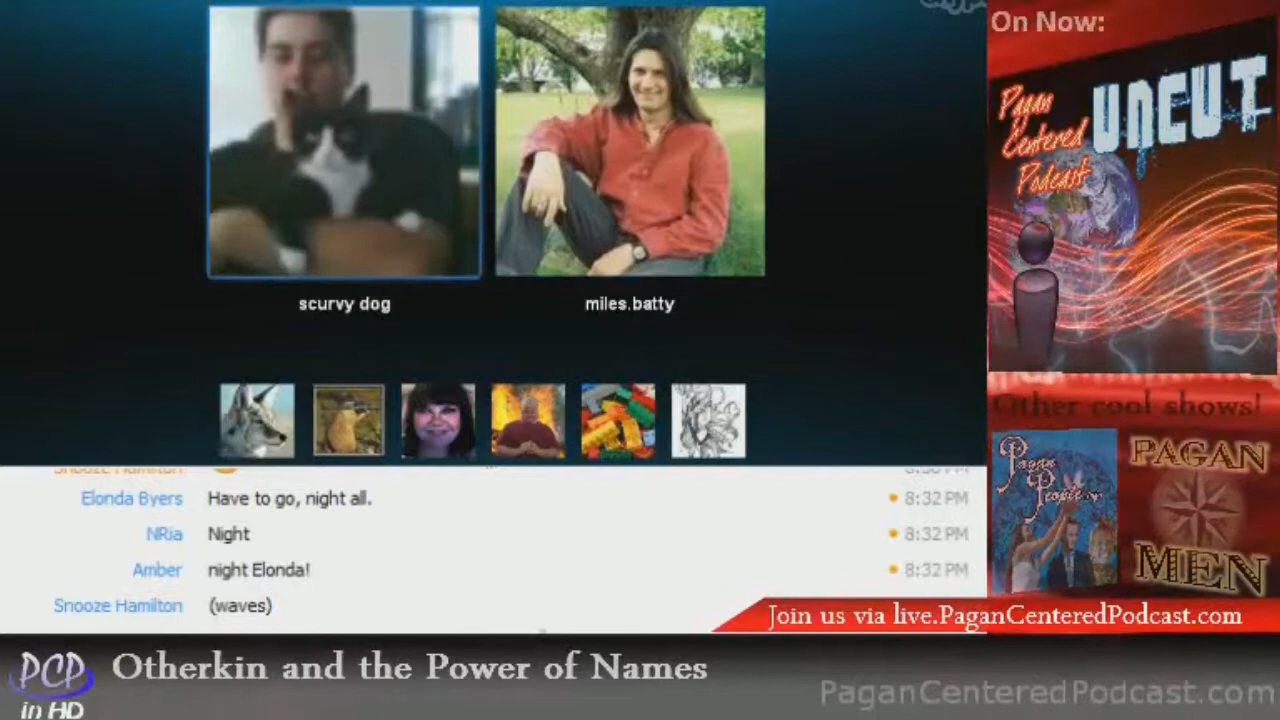 On Now:
Pagan
Centered
Podcast
UNCUT
scurvy dog
miles.batty
Other cool shows!
Pagan
People
PAGAN
MEN
Snooze Hamilton
Elonda Byers Have to go, night all. 8:32 PM
NRia Night 8:32 PM
Amber night Elonda! 8:32 PM
Snooze Hamilton (waves)
Join us via live.PaganCenteredPodcast.com
PCP
in HD
Otherkin and the Power of Names
PaganCenteredPodcast.com